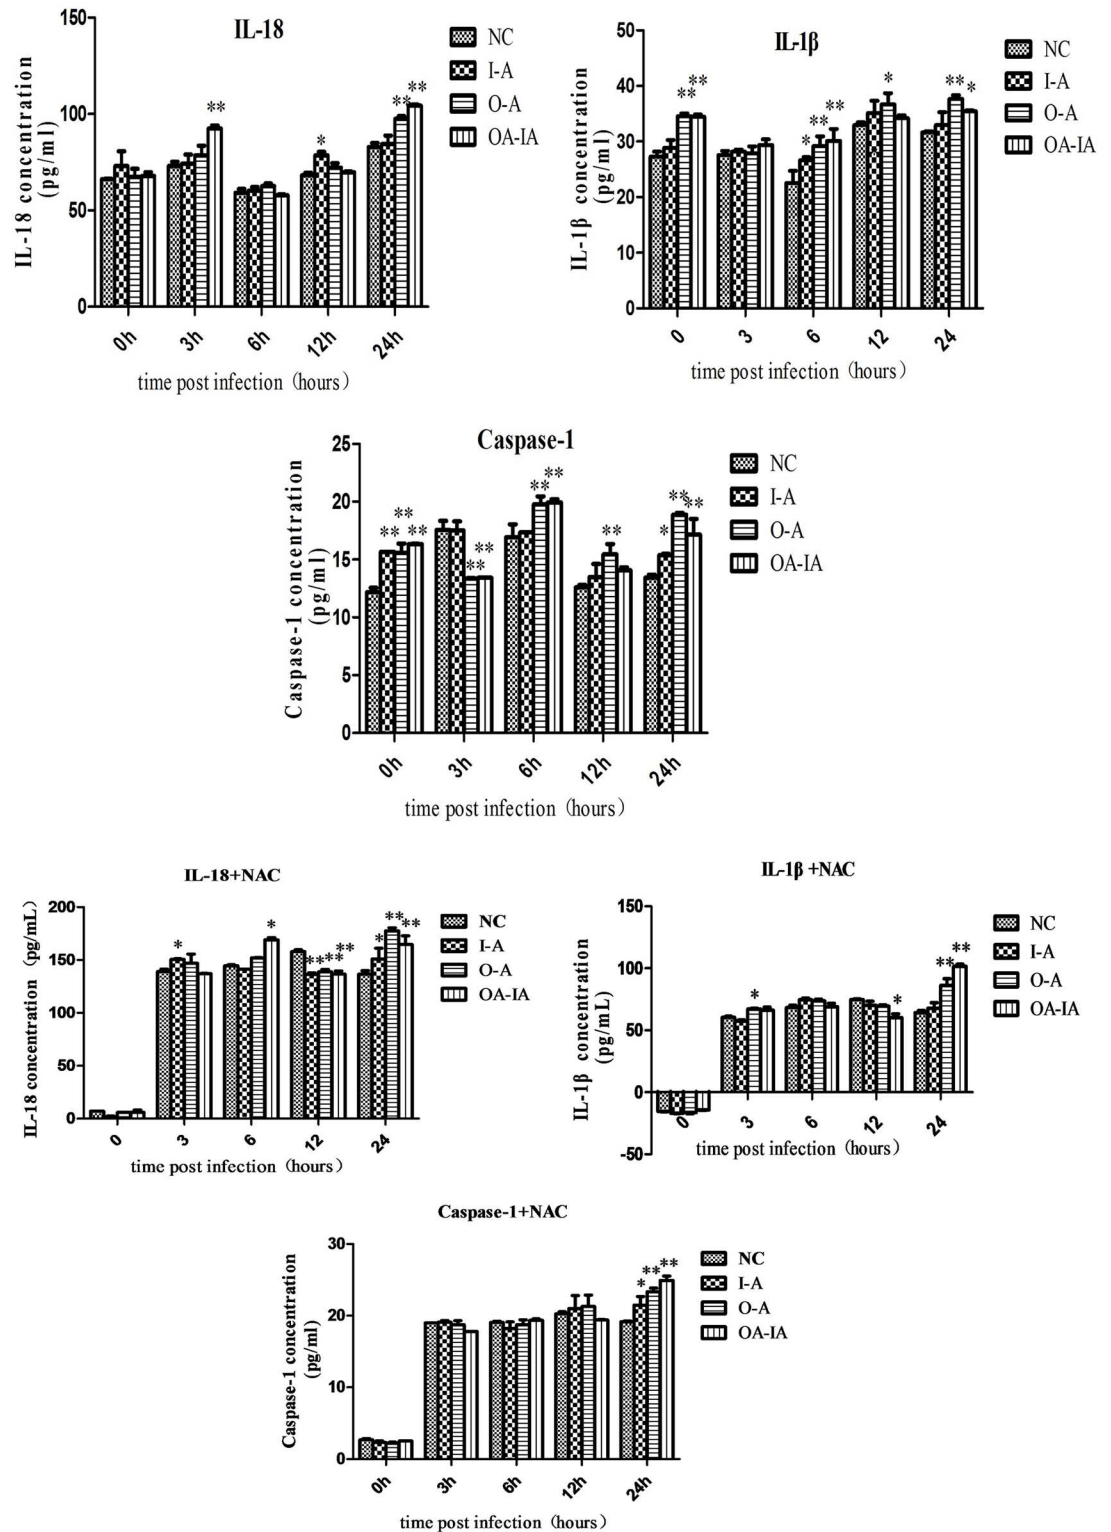 IL-18
IL-18 concentration
(pg/ml)
150
100
50
0
**
*
**
**
0h
3h
6h
12h
24h
time post infection (hours)
NC
I-A
O-A
OA-IA
IL-1β
IL-1β concentration
(pg/ml)
50
40
30
20
10
0
**
**
*
**
**
*
**
*
0
3
6
12
24
time post infection (hours)
NC
I-A
O-A
OA-IA
Caspase-1
Caspase-1 concentration
(pg/ml)
25
20
15
10
5
0
**
**
**
**
**
**
**
**
*
**
**
0h
3h
6h
12h
24h
time post infection (hours)
NC
I-A
O-A
OA-IA
IL-18+NAC
IL-18 concentration (pg/mL)
200
150
100
50
0
*
*
**
**
**
*
**
**
0
3
6
12
24
time post infection (hours)
NC
I-A
O-A
OA-IA
IL-1β +NAC
IL-1β concentration
(pg/mL)
150
100
50
0
-50
*
*
**
**
0
3
6
12
24
time post infection (hours)
NC
I-A
O-A
OA-IA
Caspase-1+NAC
Caspase-1 concentration
(pg/ml)
30
20
10
0
*
**
**
0h
3h
6h
12h
24h
time post infection (hours)
NC
I-A
O-A
OA-IA